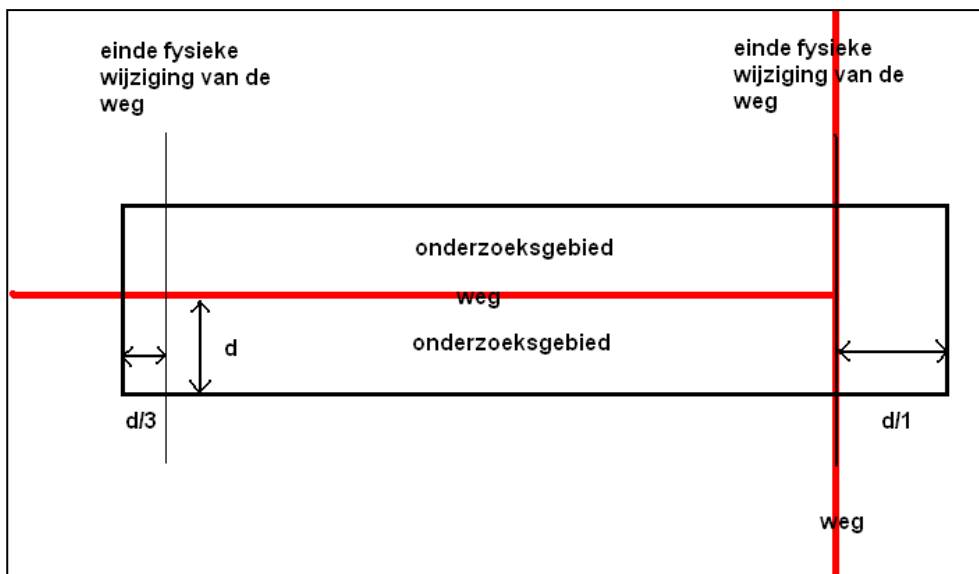 einde fysieke
wijziging van de
weg
einde fysieke
wijziging van de
weg
onderzoeksgebied
weg
onderzoeksgebied
d
d/3
d/1
weg